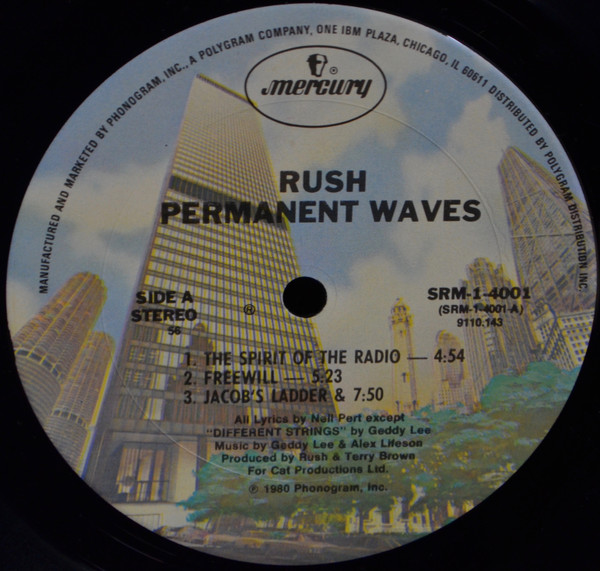 MANUFACTURED AND MARKETED BY PHONOGRAM, INC., A POLYGRAM COMPANY, ONE IBM PLAZA, CHICAGO, IL 60611 DISTRIBUTED BY POLYGRAM DISTRIBUTION INC
®
mercury
RUSH
PERMANENT WAVES
SIDE A
STEREO
56
®
SRM-1-4001
(SRM-1-4001-A)
9110.143
1. THE SPIRIT OF THE RADIO — 4:54
2. FREEWILL — 5:23
3. JACOB'S LADDER & 7:50
All Lyrics by Neil Pert except
"DIFFERENT STRINGS" by Geddy Lee
Music by Geddy Lee & Alex Lifeson
Produced by Rush & Terry Brown
For Cat Productions Ltd.
℗ 1980 Phonogram, Inc.